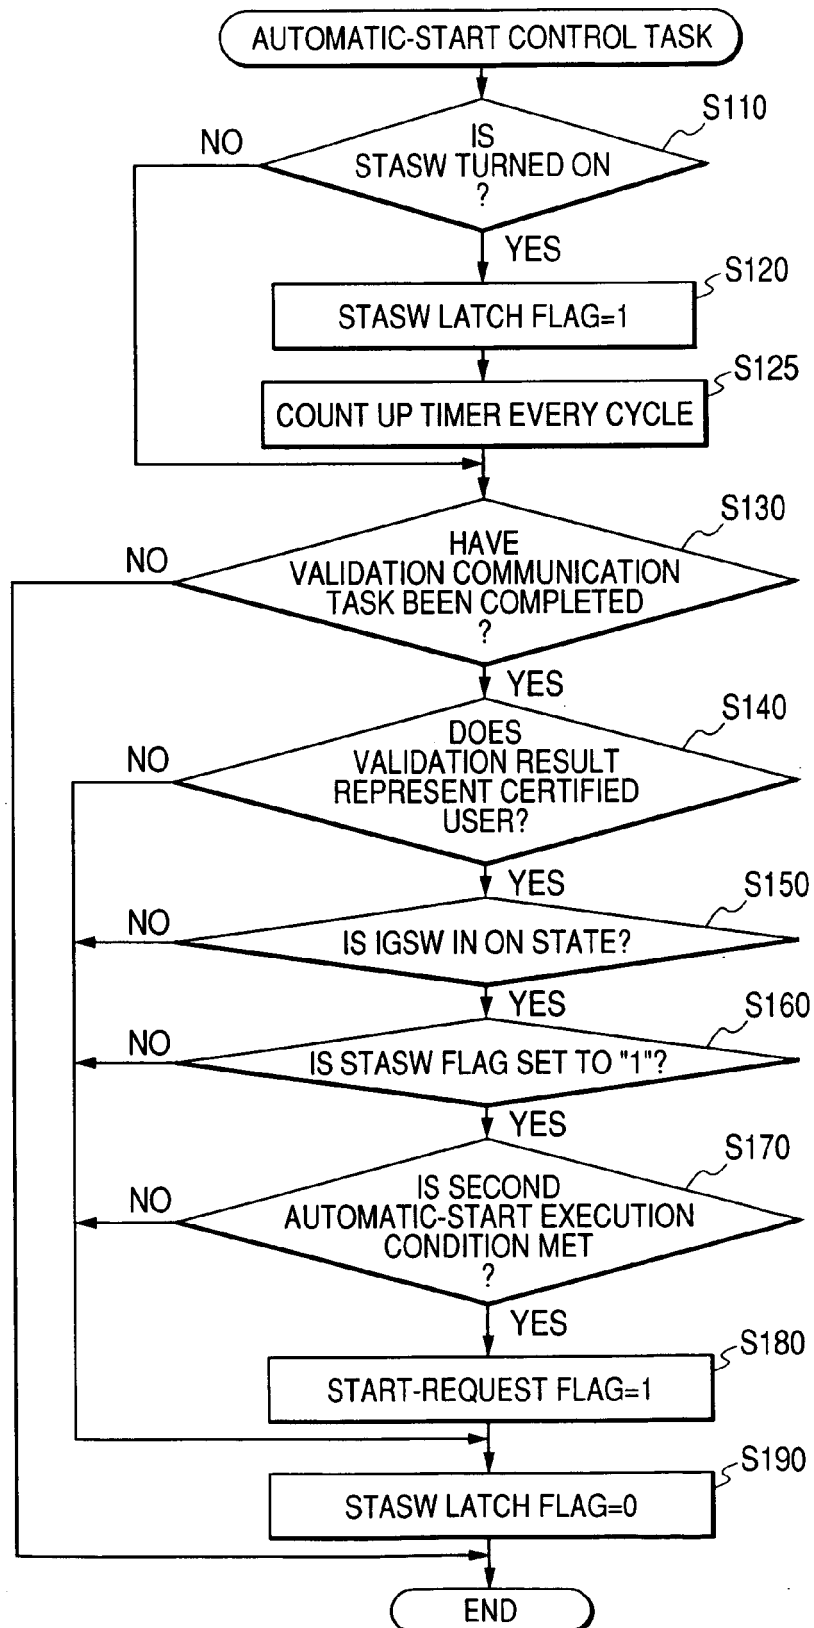 AUTOMATIC-START CONTROL TASK
S110
NO
IS
STASW TURNED ON
?
YES
S120
STASW LATCH FLAG=1
S125
COUNT UP TIMER EVERY CYCLE
S130
NO
HAVE
VALIDATION COMMUNICATION
TASK BEEN COMPLETED
?
YES
S140
NO
DOES
VALIDATION RESULT
REPRESENT CERTIFIED
USER?
YES
S150
NO
IS IGSW IN ON STATE?
YES
S160
NO
IS STASW FLAG SET TO "1"?
YES
S170
NO
IS SECOND
AUTOMATIC-START EXECUTION
CONDITION MET
?
YES
S180
START-REQUEST FLAG=1
S190
STASW LATCH FLAG=0
END